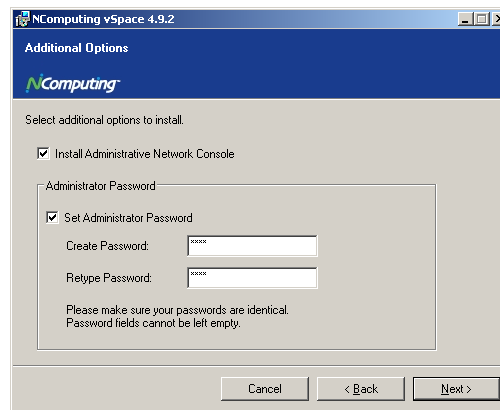 NComputing vSpace 4.9.2
Additional Options
NComputing
Select additional options to install.
Install Administrative Network Console
Administrator Password
Set Administrator Password
Create Password: xxxx
Retype Password: xxxx
Please make sure your passwords are identical.
Password fields cannot be left empty.
Cancel < Back Next >